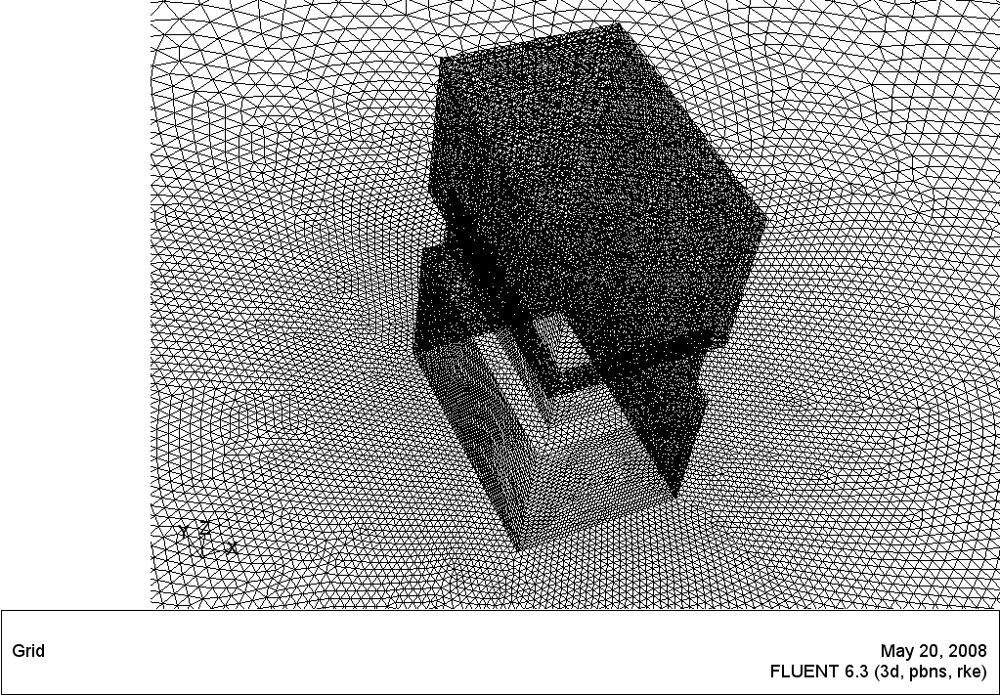 Y Z
X
Grid
May 20, 2008
FLUENT 6.3 (3d, pbns, rke)